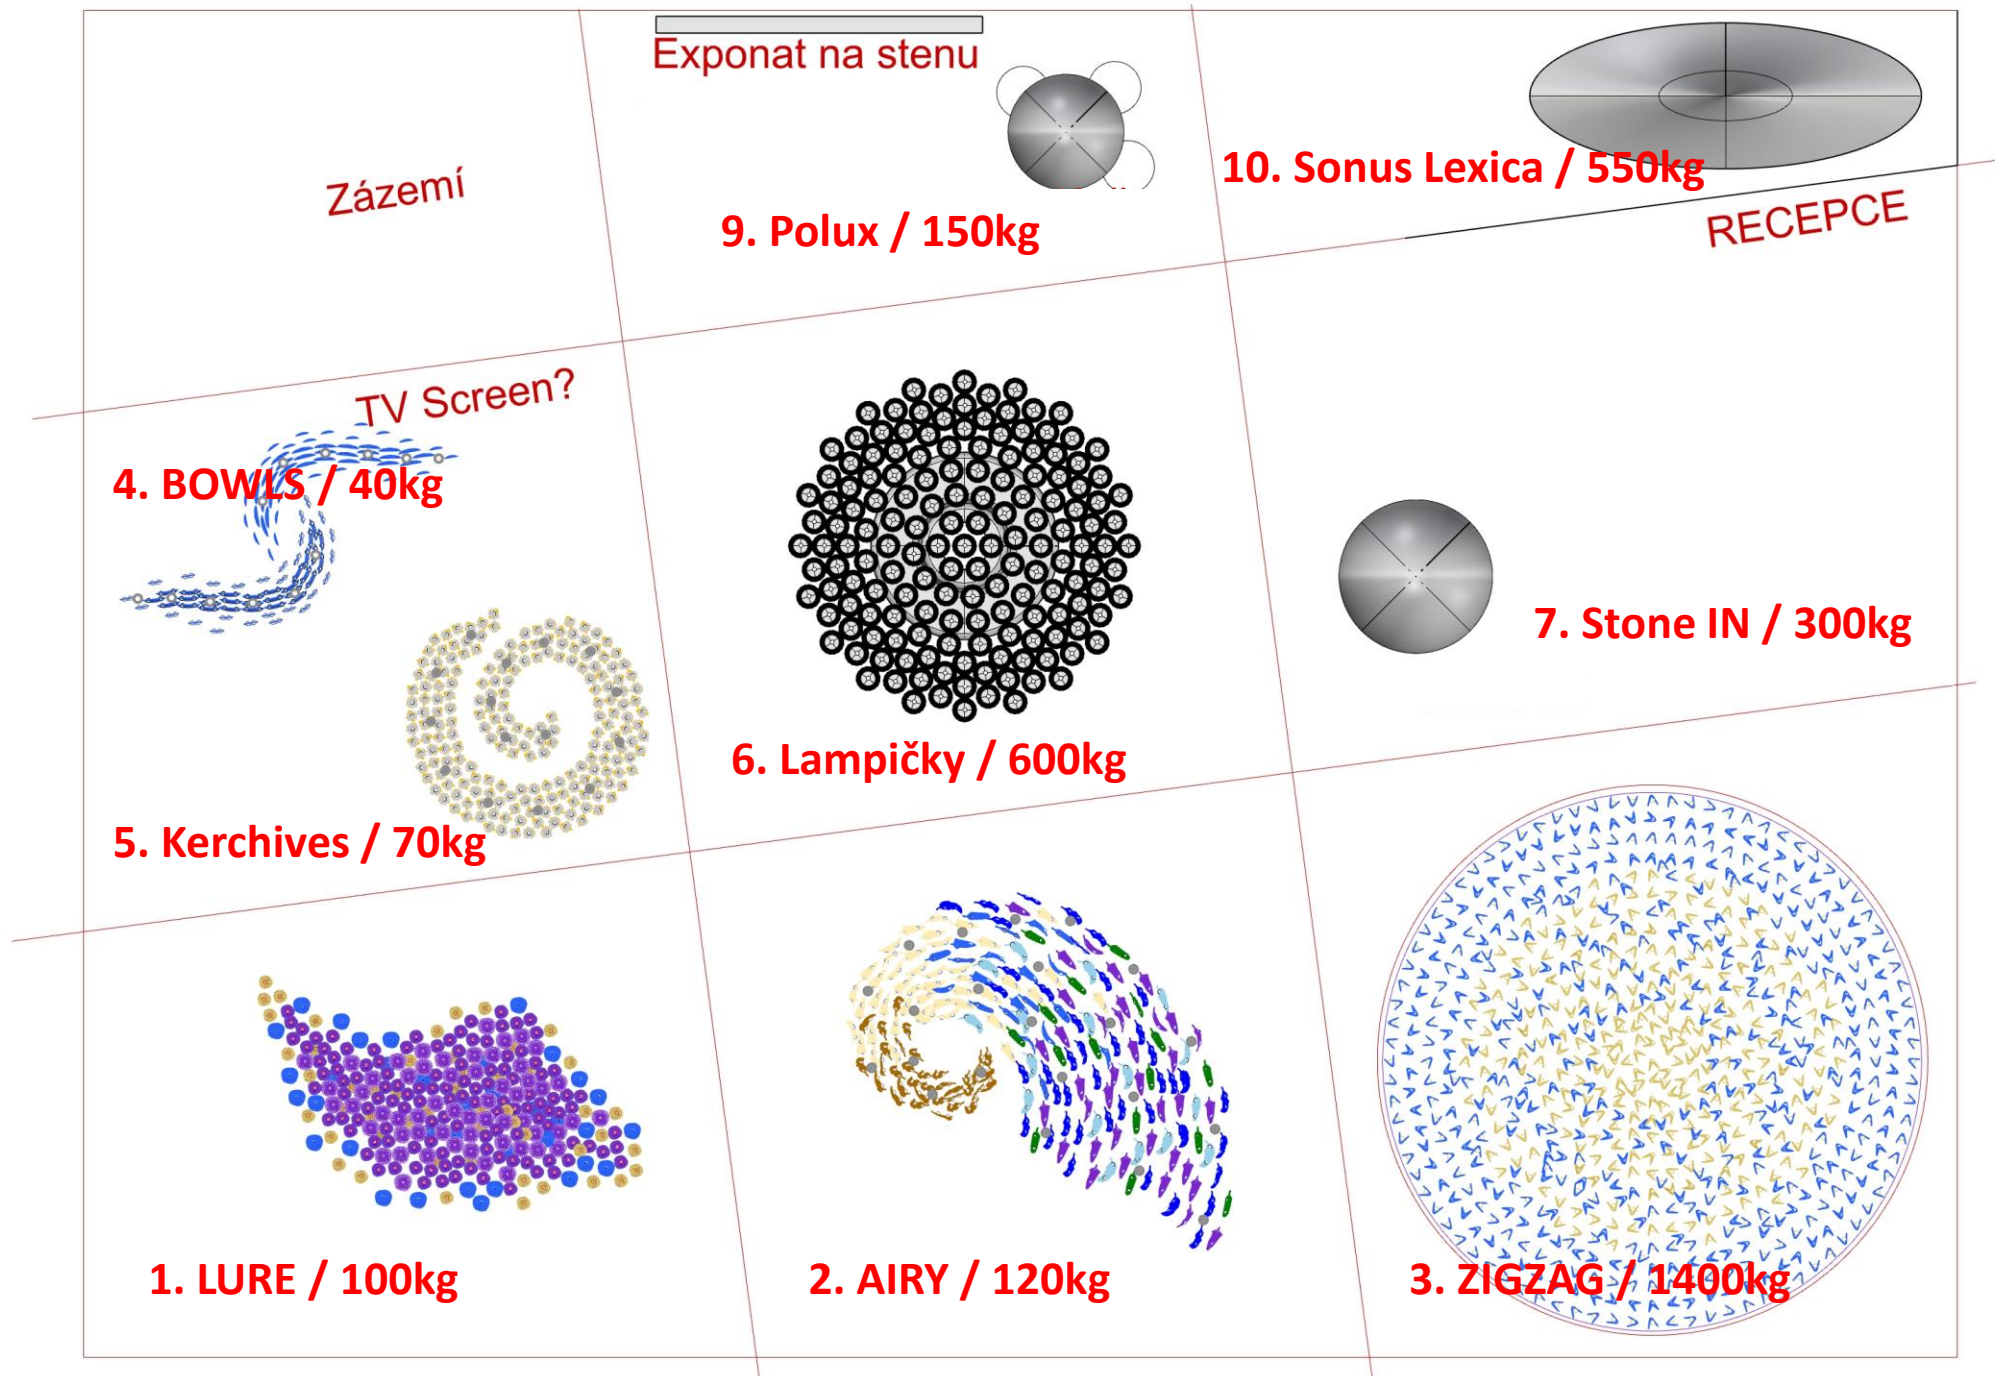 Exponat na stenu
10. Sonus Lexica / 550kg
Zázemí
RECEPCE
9. Polux / 150kg
TV Screen?
4. BOWLS / 40kg
7. Stone IN / 300kg
6. Lampičky / 600kg
5. Kerchives / 70kg
1. LURE / 100kg
2. AIRY / 120kg
3. ZIGZAG / 1400kg